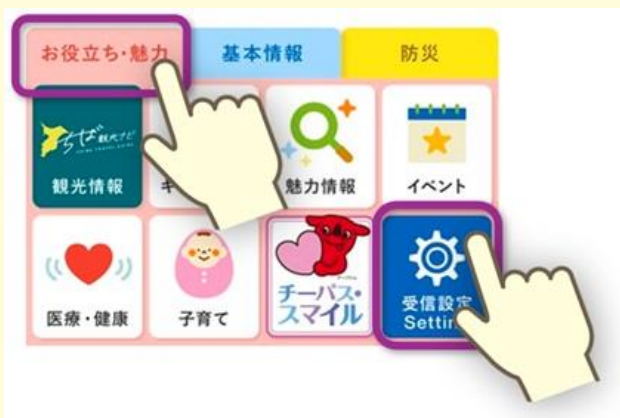 お役立ち・魅力
基本情報
防災
ちば観光ナビ
観光情報
魅力情報
イベント
医療・健康
子育て
チーパス・
スマイル
受信設定